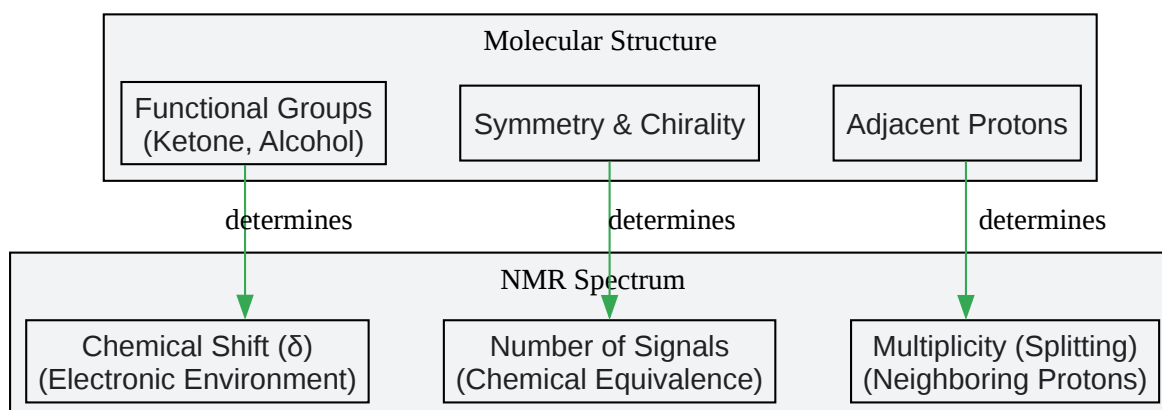 Molecular Structure
Functional Groups
(Ketone, Alcohol)
Symmetry & Chirality
Adjacent Protons
determines
determines
determines
NMR Spectrum
Chemical Shift (δ)
(Electronic Environment)
Number of Signals
(Chemical Equivalence)
Multiplicity (Splitting)
(Neighboring Protons)